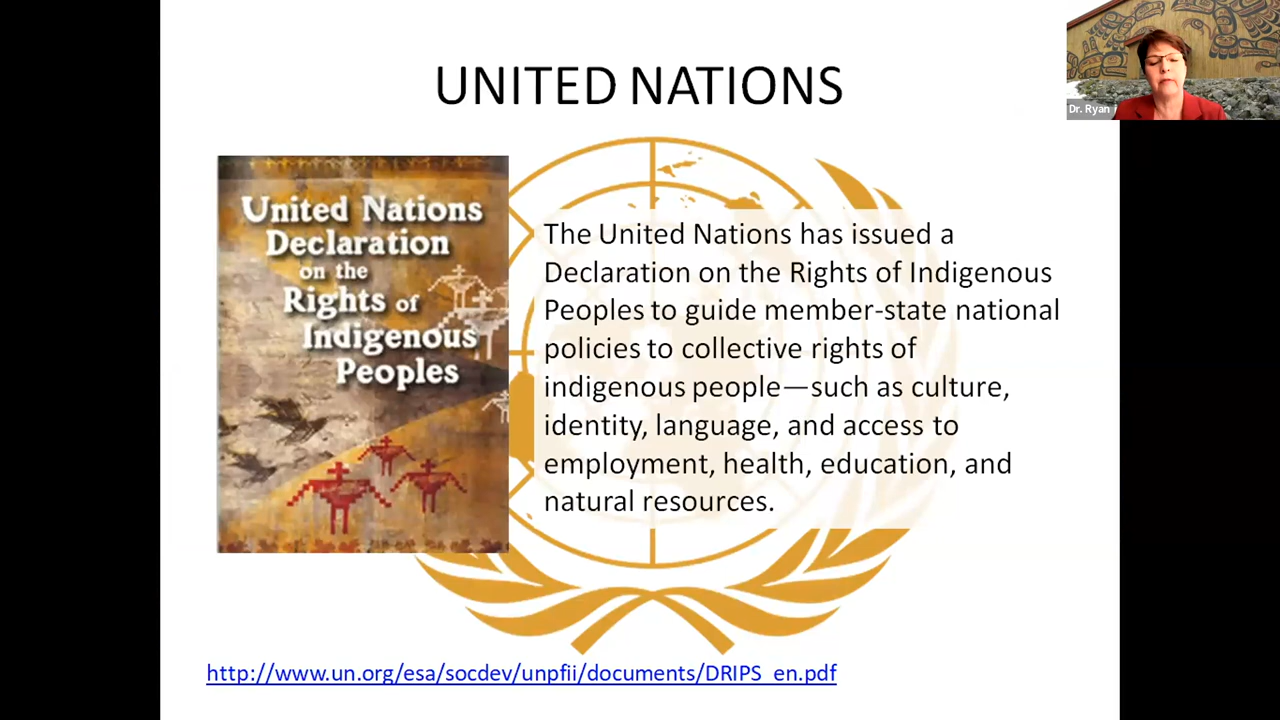 UNITED NATIONS
Dr. Ryan
United Nations
Declaration
on the
Rights of
Indigenous
Peoples
The United Nations has issued a
Declaration on the Rights of Indigenous
Peoples to guide member-state national
policies to collective rights of
indigenous people—such as culture,
identity, language, and access to
employment, health, education, and
natural resources.
http://www.un.org/esa/socdev/unpfii/documents/DRIPS_en.pdf